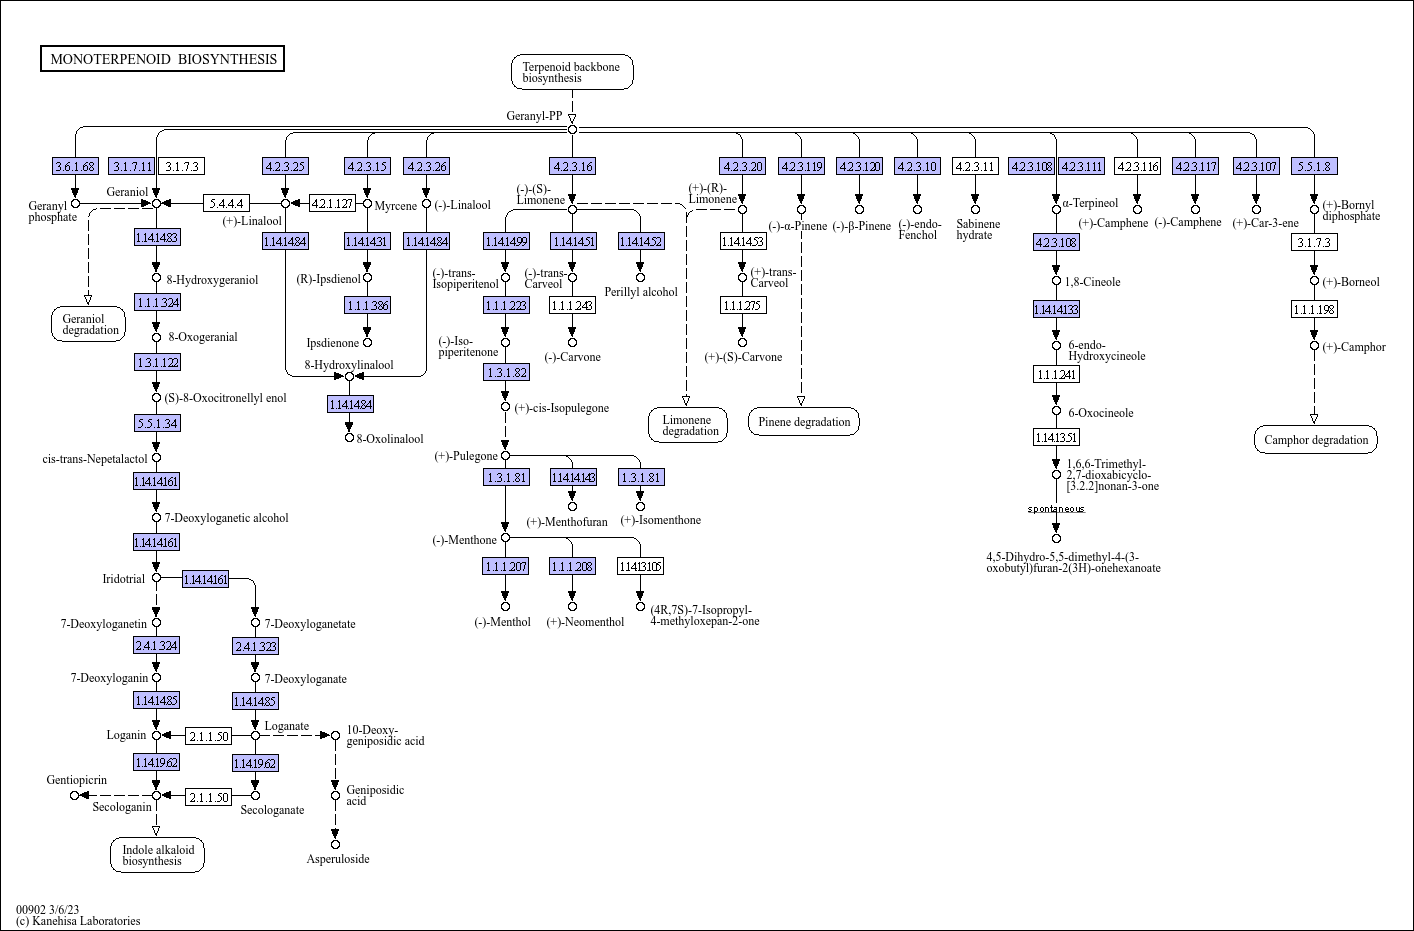 MONOTERPENOID BIOSYNTHESIS
Terpenoid backbone
biosynthesis
Geranyl-PP
3.6.1.68
3.1.7.11
3.1.7.3
4.2.3.25
4.2.3.15
4.2.3.26
4.2.3.16
4.2.3.20
4.2.3.119
4.2.3.120
4.2.3.10
4.2.3.11
4.2.3.108
4.2.3.111
4.2.3.116
4.2.3.117
4.2.3.107
5.5.1.8
Geranyl
phosphate
Geraniol
5.4.4.4
(+)-Linalool
4.2.1.127
Myrcene
(-)-Linalool
(-)-(S)-
Limonene
(+)-(R)-
Limonene
(-)-α-Pinene
(-)-β-Pinene
(-)-endo-
Fenchol
Sabinene
hydrate
α-Terpineol
(+)-Camphene
(-)-Camphene
(+)-Car-3-ene
(+)-Bornyl
diphosphate
1.14.14.83
1.14.14.84
1.14.14.31
1.14.14.84
1.14.14.99
1.14.14.51
1.14.14.52
1.14.14.53
4.2.3.108
3.1.7.3
8-Hydroxygeraniol
(R)-Ipsdienol
(-)-trans-
Isopiperitenol
(-)-trans-
Carveol
Perillyl alcohol
(+)-trans-
Carveol
1,8-Cineole
(+)-Borneol
1.1.1.324
1.1.1.386
1.1.1.223
1.1.1.243
1.1.1.275
1.14.14.133
1.1.1.198
Geraniol
degradation
8-Oxogeranial
Ipsdienone
(-)-Iso-
piperitenone
(-)-Carvone
(+)-(S)-Carvone
6-endo-
Hydroxycineole
(+)-Camphor
1.3.1.122
8-Hydroxylinalool
1.3.1.82
1.1.1.241
(S)-8-Oxocitronellyl enol
1.14.14.84
(+)-cis-Isopulegone
Limonene
degradation
Pinene degradation
6-Oxocineole
Camphor degradation
5.5.1.34
8-Oxolinalool
1.14.13.51
cis-trans-Nepetalactol
(+)-Pulegone
1,6,6-Trimethyl-
2,7-dioxabicyclo-
[3.2.2]nonan-3-one
1.14.14.161
1.3.1.81
1.14.14.143
1.3.1.81
7-Deoxyloganetic alcohol
(+)-Menthofuran
(+)-Isomenthone
spontaneous
1.14.14.161
(-)-Menthone
4,5-Dihydro-5,5-dimethyl-4-(3-
oxobutyl)furan-2(3H)-onehexanoate
Iridotrial
1.14.14.161
1.1.1.207
1.1.1.208
1.14.13.105
7-Deoxyloganetin
7-Deoxyloganetate
(-)-Menthol
(+)-Neomenthol
(4R,7S)-7-Isopropyl-
4-methyloxepan-2-one
2.4.1.324
2.4.1.323
7-Deoxyloganin
7-Deoxyloganate
1.14.14.85
1.14.14.85
Loganin
2.1.1.50
Loganate
10-Deoxy-
geniposidic acid
1.14.19.62
1.14.19.62
Gentiopicrin
Secologanin
2.1.1.50
Secologanate
Geniposidic
acid
Indole alkaloid
biosynthesis
Asperuloside
00902 3/6/23
(c) Kanehisa Laboratories